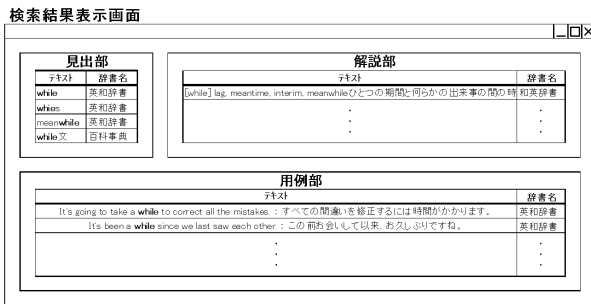 検索結果表示画面
見出部
テキスト 辞書名
while 英和辞書
whies 英和辞書
meanwhile 英和辞書
while文 百科事典
解説部
テキスト 辞書名
[while] lag, meantime, interim, meanwhileひとつの期間と何らかの出来事の間の時 和英辞書
用例部
テキスト 辞書名
It's going to take a while to correct all the mistakes. : すべての間違いを修正するには時間がかかります。 英和辞書
It's been a while since we last saw each other. : この前お会いして以来、お久しぶりですね。 英和辞書